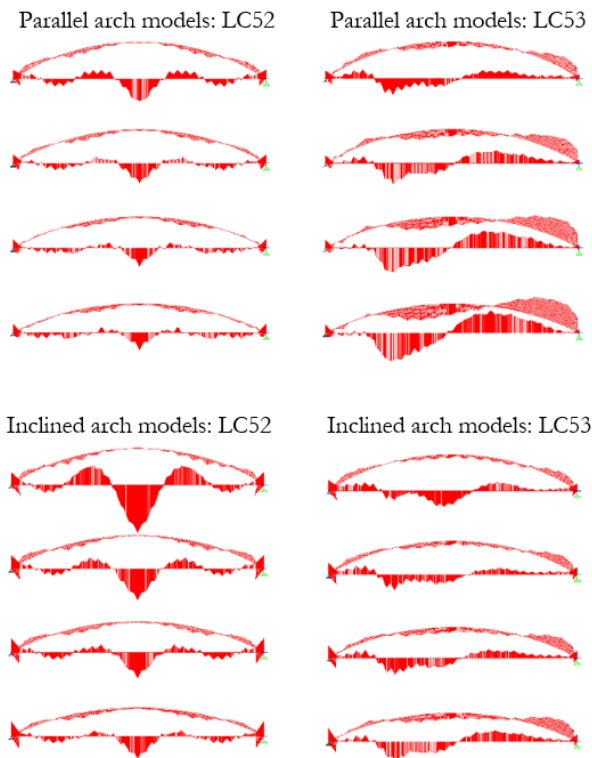 Parallel arch models: LC52
Parallel arch models: LC53
Inclined arch models: LC52
Inclined arch models: LC53